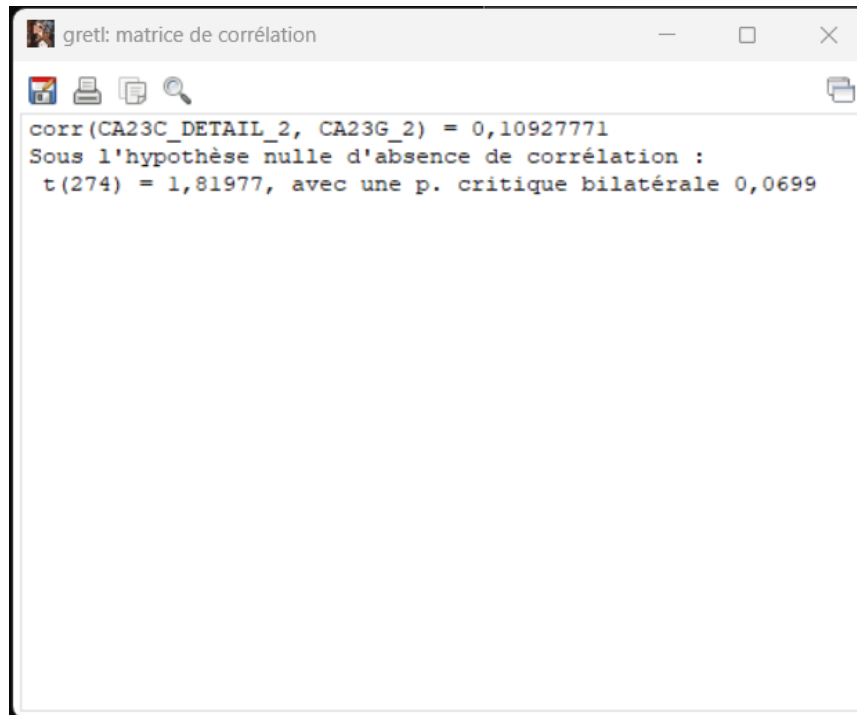 gretl: matrice de corrélation
corr(CA23C_DETAIL_2, CA23G_2) = 0,10927771
Sous l'hypothèse nulle d'absence de corrélation :
t(274) = 1,81977, avec une p. critique bilatérale 0,0699